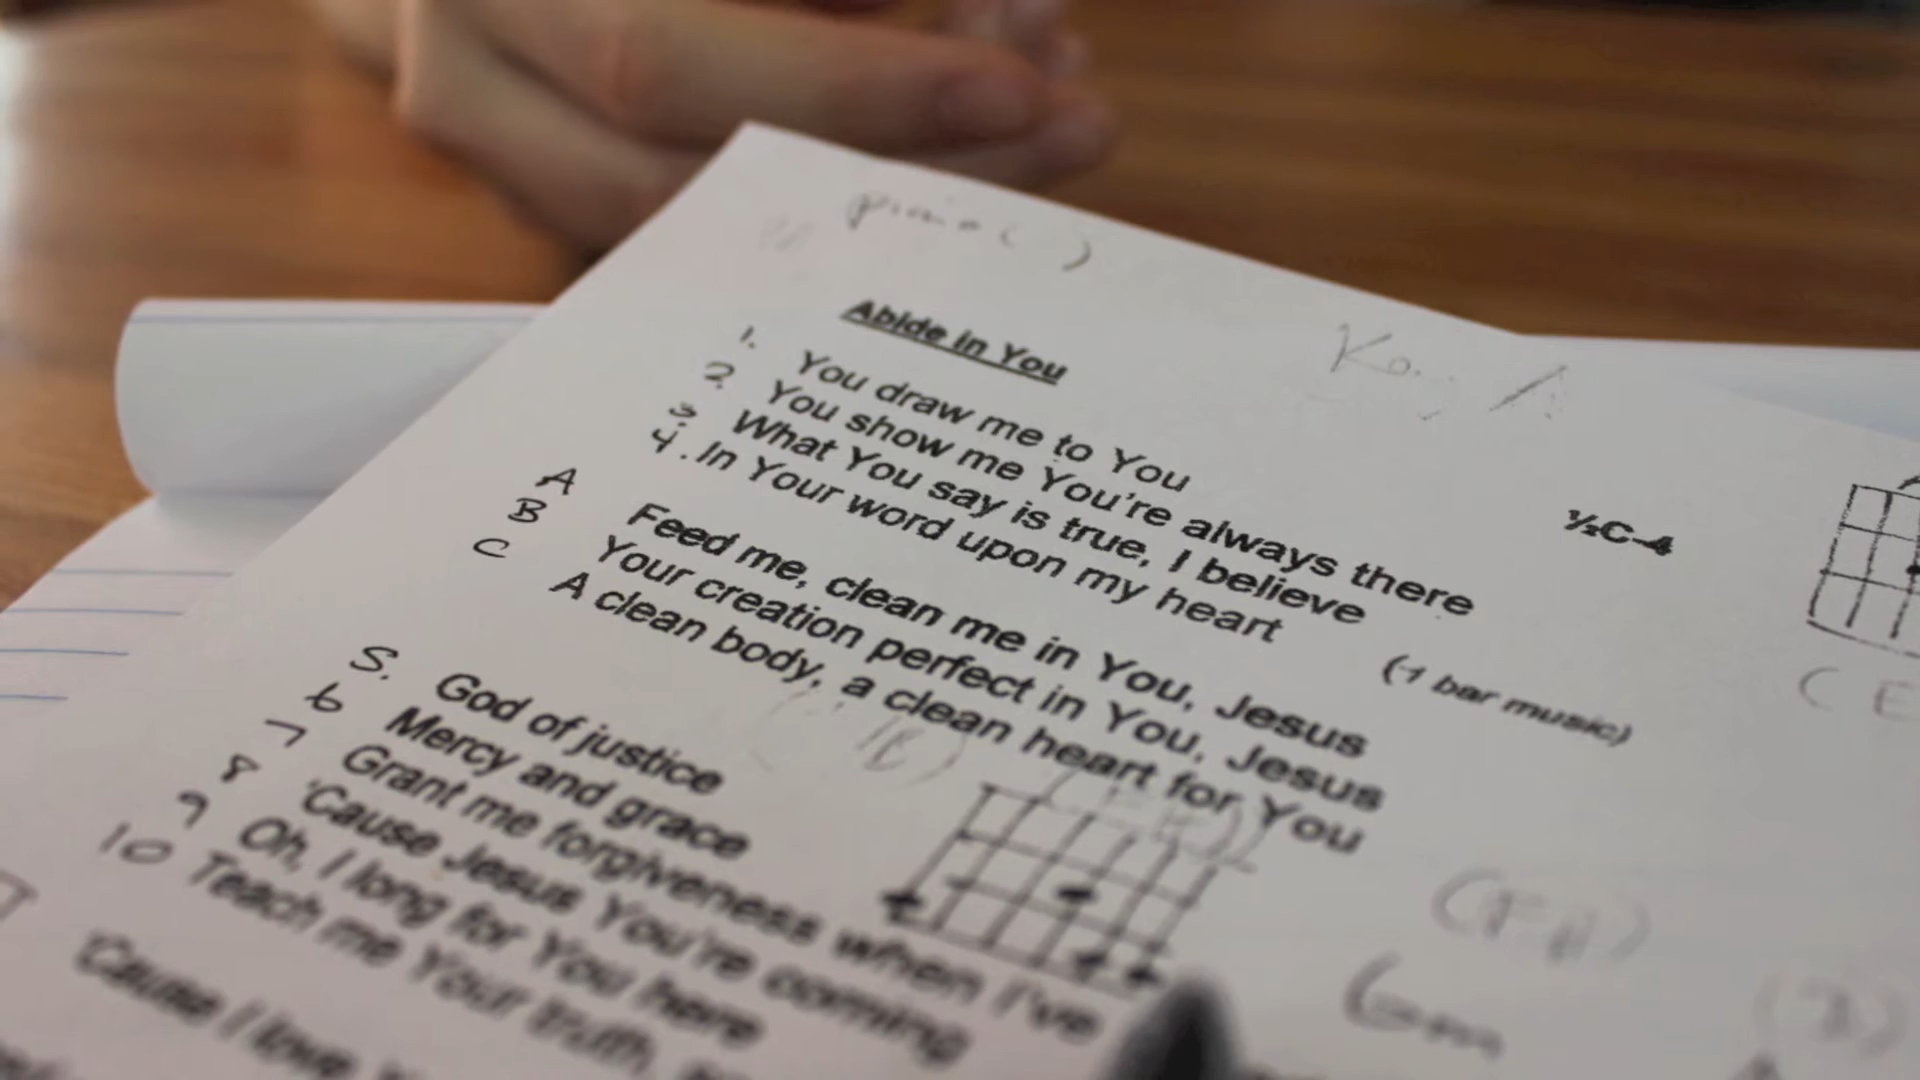 Abide in You
1. You draw me to You
2 You show me You're always there
3. What You say is true, I believe
4. In Your word upon my heart
½C-4
(-1 bar music)
A Feed me, clean me in You, Jesus
B Your creation perfect in You, Jesus
C A clean body, a clean heart for You
5. God of justice
6 Mercy and grace
7 Grant me forgiveness when I've
8 'Cause Jesus You're coming
9 Oh, I long for You here
10 Teach me Your truth,
'Cause I love
Gm